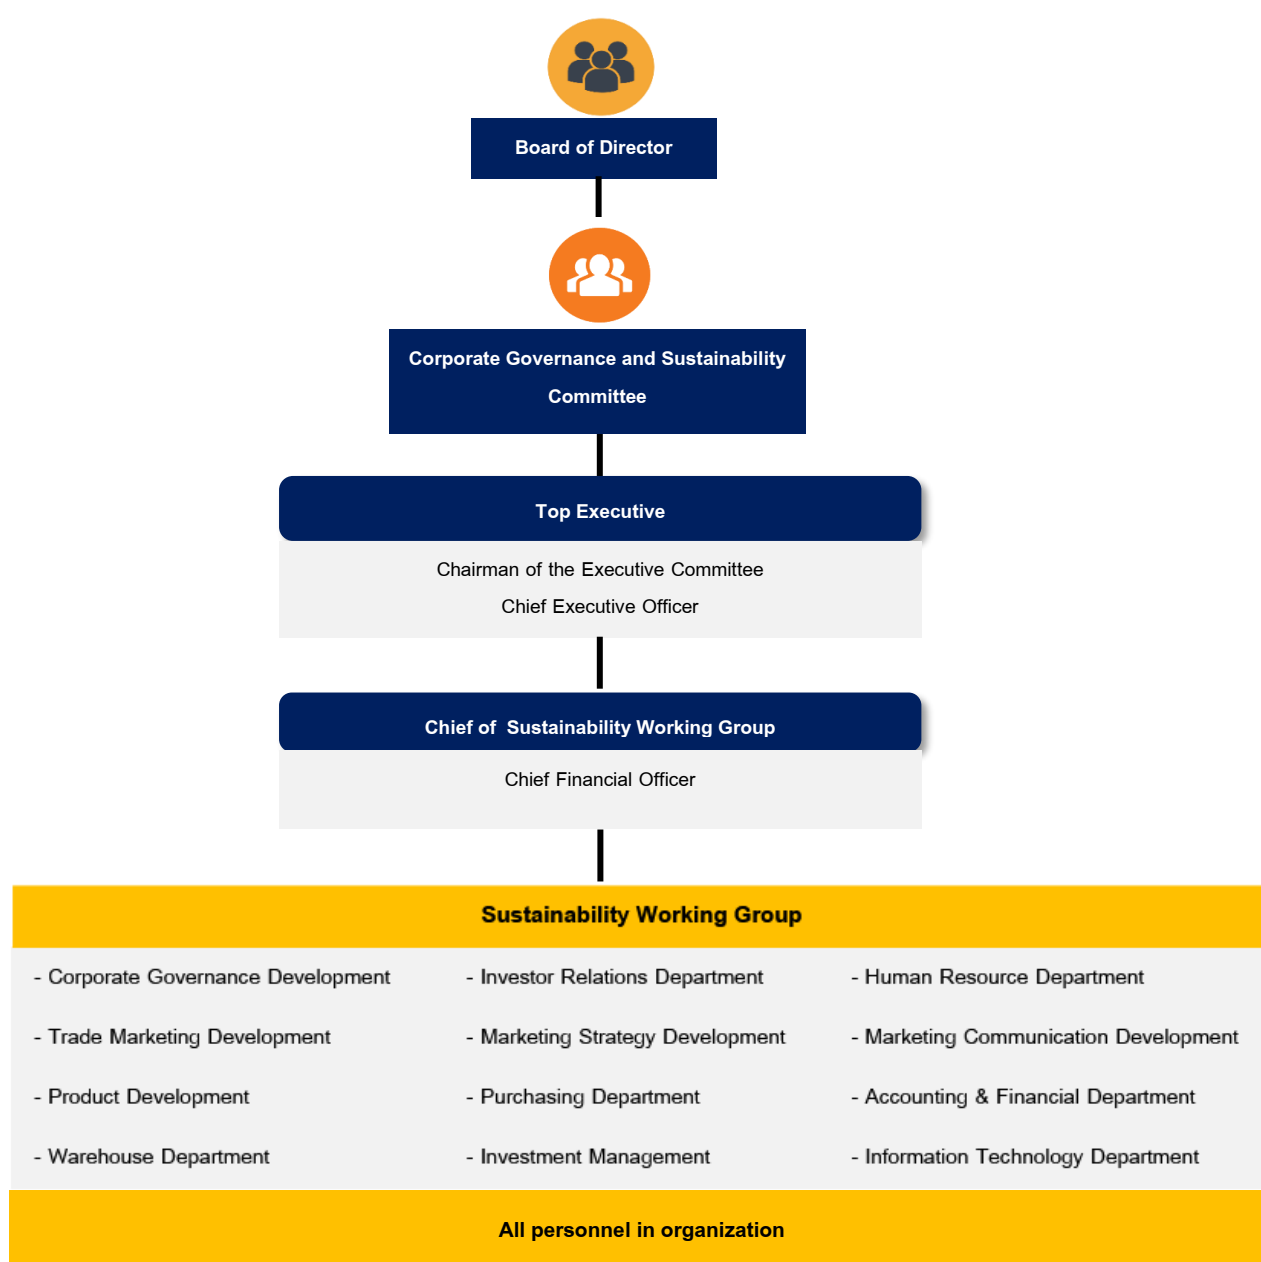 Board of Director
Corporate Governance and Sustainability
Committee
Top Executive
Chairman of the Executive Committee
Chief Executive Officer
Chief of  Sustainability Working Group
Chief Financial Officer
Sustainability Working Group
- Corporate Governance Development - Investor Relations Department - Human Resource Department
- Trade Marketing Development - Marketing Strategy Development - Marketing Communication Development
- Product Development - Purchasing Department - Accounting & Financial Department
- Warehouse Department - Investment Management - Information Technology Department
All personnel in organization